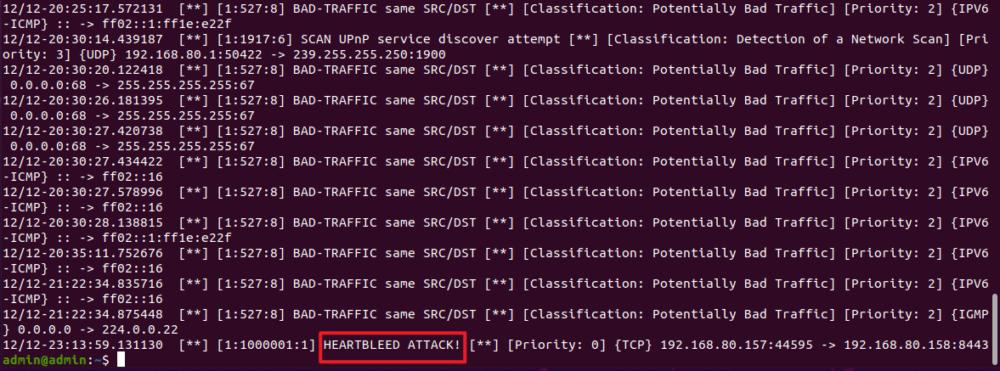 12/12-20:25:17.572131  [**] [1:527:8] BAD-TRAFFIC same SRC/DST [**] [Classification: Potentially Bad Traffic] [Priority: 2] {IPV6
-ICMP} :: -> ff02::1:ff1e:e22f
12/12-20:30:14.439187  [**] [1:1917:6] SCAN UPnP service discover attempt [**] [Classification: Detection of a Network Scan] [Pri
ority: 3] {UDP} 192.168.80.1:50422 -> 239.255.255.250:1900
12/12-20:30:20.122418  [**] [1:527:8] BAD-TRAFFIC same SRC/DST [**] [Classification: Potentially Bad Traffic] [Priority: 2] {UDP}
 0.0.0.0:68 -> 255.255.255.255:67
12/12-20:30:26.181395  [**] [1:527:8] BAD-TRAFFIC same SRC/DST [**] [Classification: Potentially Bad Traffic] [Priority: 2] {UDP}
 0.0.0.0:68 -> 255.255.255.255:67
12/12-20:30:27.420738  [**] [1:527:8] BAD-TRAFFIC same SRC/DST [**] [Classification: Potentially Bad Traffic] [Priority: 2] {UDP}
 0.0.0.0:68 -> 255.255.255.255:67
12/12-20:30:27.434422  [**] [1:527:8] BAD-TRAFFIC same SRC/DST [**] [Classification: Potentially Bad Traffic] [Priority: 2] {IPV6
-ICMP} :: -> ff02::16
12/12-20:30:27.578996  [**] [1:527:8] BAD-TRAFFIC same SRC/DST [**] [Classification: Potentially Bad Traffic] [Priority: 2] {IPV6
-ICMP} :: -> ff02::16
12/12-20:30:28.138815  [**] [1:527:8] BAD-TRAFFIC same SRC/DST [**] [Classification: Potentially Bad Traffic] [Priority: 2] {IPV6
-ICMP} :: -> ff02::1:ff1e:e22f
12/12-20:35:11.752676  [**] [1:527:8] BAD-TRAFFIC same SRC/DST [**] [Classification: Potentially Bad Traffic] [Priority: 2] {IPV6
-ICMP} :: -> ff02::16
12/12-21:22:34.835716  [**] [1:527:8] BAD-TRAFFIC same SRC/DST [**] [Classification: Potentially Bad Traffic] [Priority: 2] {IPV6
-ICMP} :: -> ff02::16
12/12-21:22:34.875448  [**] [1:527:8] BAD-TRAFFIC same SRC/DST [**] [Classification: Potentially Bad Traffic] [Priority: 2] {IGMP
} 0.0.0.0 -> 224.0.0.22
12/12-23:13:59.131130  [**] [1:1000001:1] HEARTBLEED ATTACK! [**] [Priority: 0] {TCP} 192.168.80.157:44595 -> 192.168.80.158:8443
admin@admin:~$